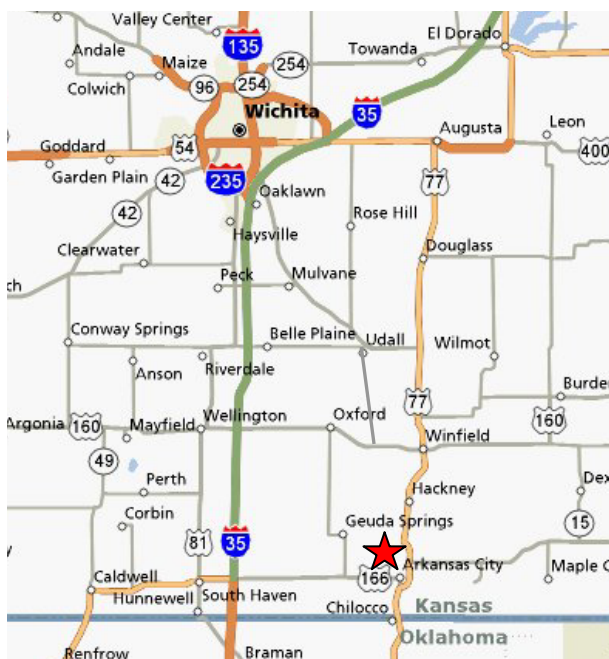 El Dorado
Valley Center
135
Andale
Maize
Towanda
254
96
254
Colwich
35
Wichita
Augusta
Leon
54
Goddard
400
Garden Plain
42
235
77
Oaklawn
42
Rose Hill
Haysville
Clearwater
Douglass
Peck
Mulvane
ch
Conway Springs
Belle Plaine
Udall
Wilmot
Riverdale
Anson
Burden
77
Argonia
160
Mayfield
Wellington
Oxford
160
Winfield
49
Perth
Hackney
Dex
Corbin
Geuda Springs
15
81
35
Arkansas City
166
Caldwell
Maple C
Hunnewell
South Haven
Chilocco
Kansas
Oklahoma
Renfrow
Braman